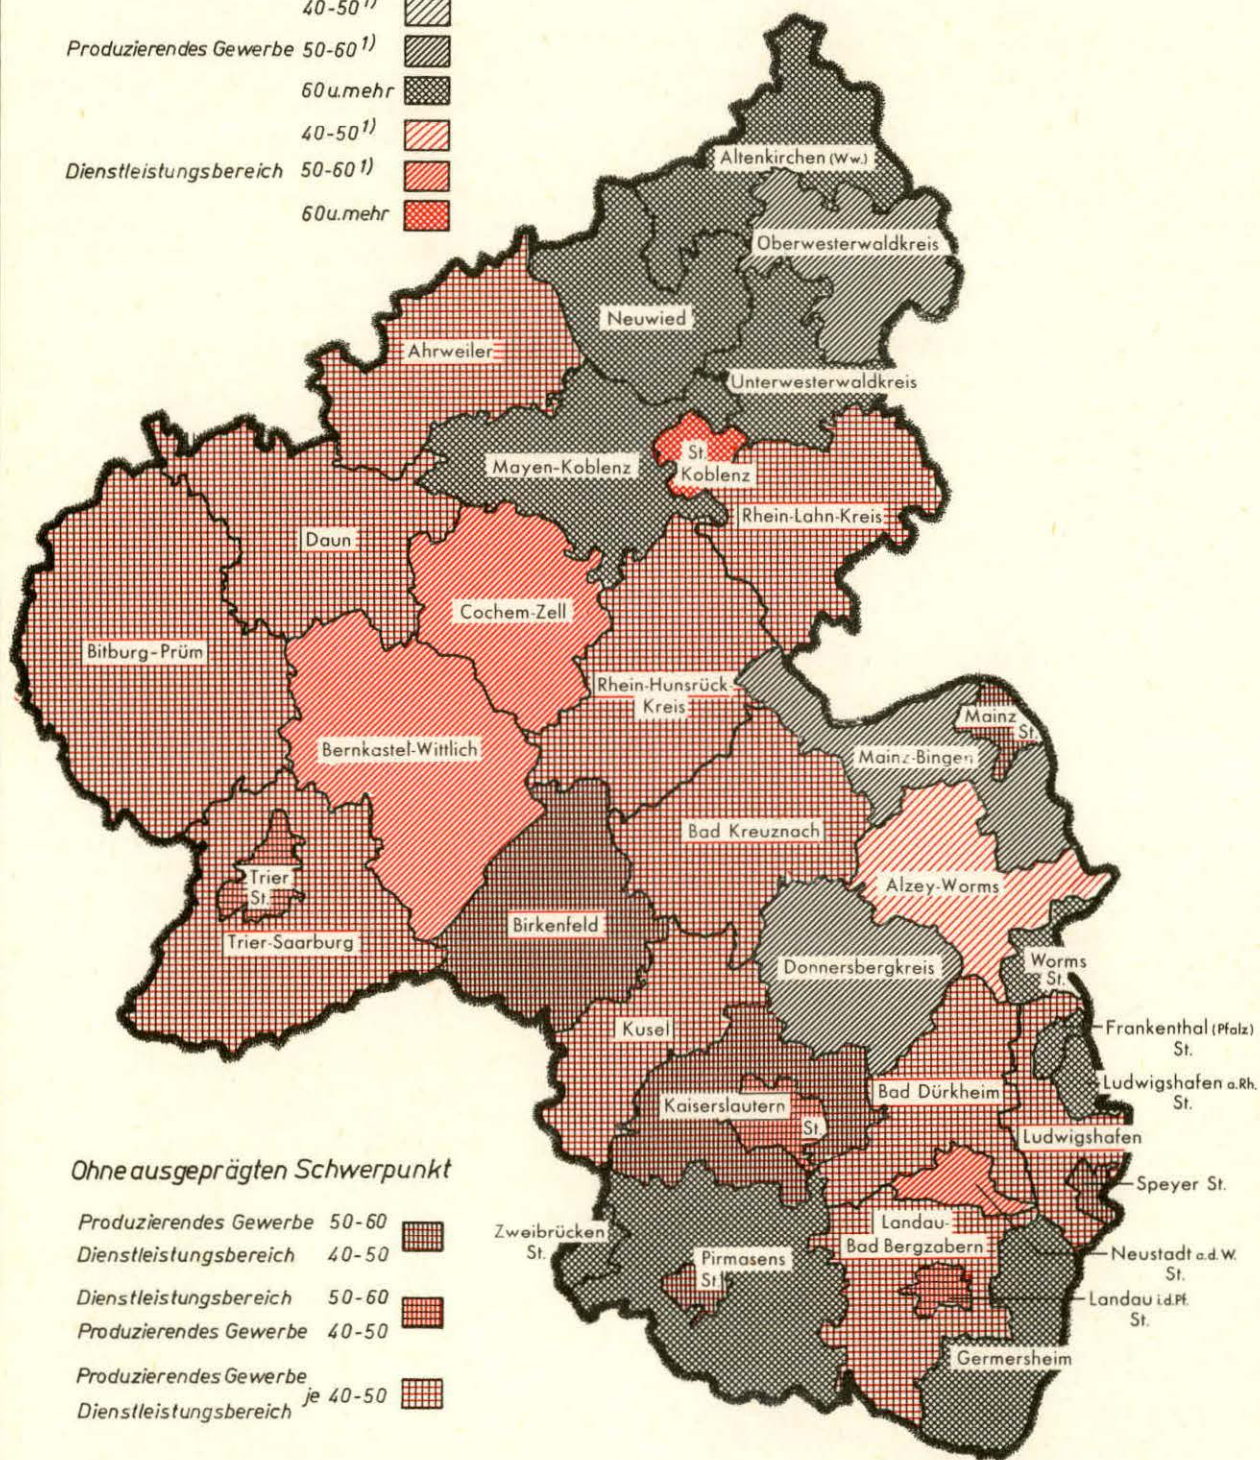 40-50 1)
Produzierendes Gewerbe 50-60 1)
60u.mehr
40-50 1)
Dienstleistungsbereich 50-60 1)
60u.mehr
Altenkirchen (Ww.)
Oberwesterwaldkreis
Neuwied
Ahrweiler
Unterwesterwaldkreis
St.
Koblenz
Mayen-Koblenz
Rhein-Lahn-Kreis
Daun
Cochem-Zell
Bitburg-Prüm
Rhein-Hunsrück-
Kreis
Mainz
St.
Bernkastel-Wittlich
Mainz-Bingen
Bad Kreuznach
Trier
St.
Alzey-Worms
Birkenfeld
Trier-Saarburg
Donnersbergkreis
Worms
St.
Kusel
Frankenthal (Pfalz)
St.
Ludwigshafen a.Rh.
St.
Bad Dürkheim
Kaiserslautern
St.
Ludwigshafen
Speyer St.
Zweibrücken
St.
Landau-
Bad Bergzabern
Pirmasens
St.
Neustadt a.d.W.
St.
Landau i.d.Pf.
St.
Germersheim
Ohne ausgeprägten Schwerpunkt
Produzierendes Gewerbe 50-60
Dienstleistungsbereich 40-50
Dienstleistungsbereich 50-60
Produzierendes Gewerbe 40-50
Produzierendes Gewerbe
je 40-50
Dienstleistungsbereich